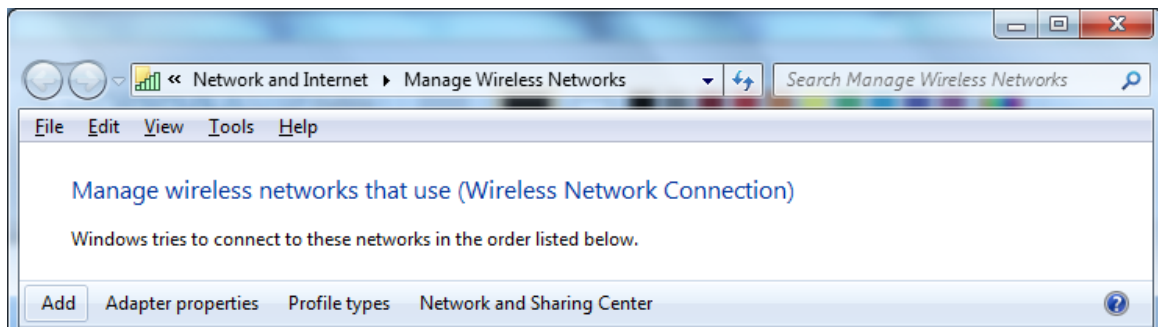 « Network and Internet ▸ Manage Wireless Networks Search Manage Wireless Networks
File Edit View Tools Help
Manage wireless networks that use (Wireless Network Connection)
Windows tries to connect to these networks in the order listed below.
Add Adapter properties Profile types Network and Sharing Center